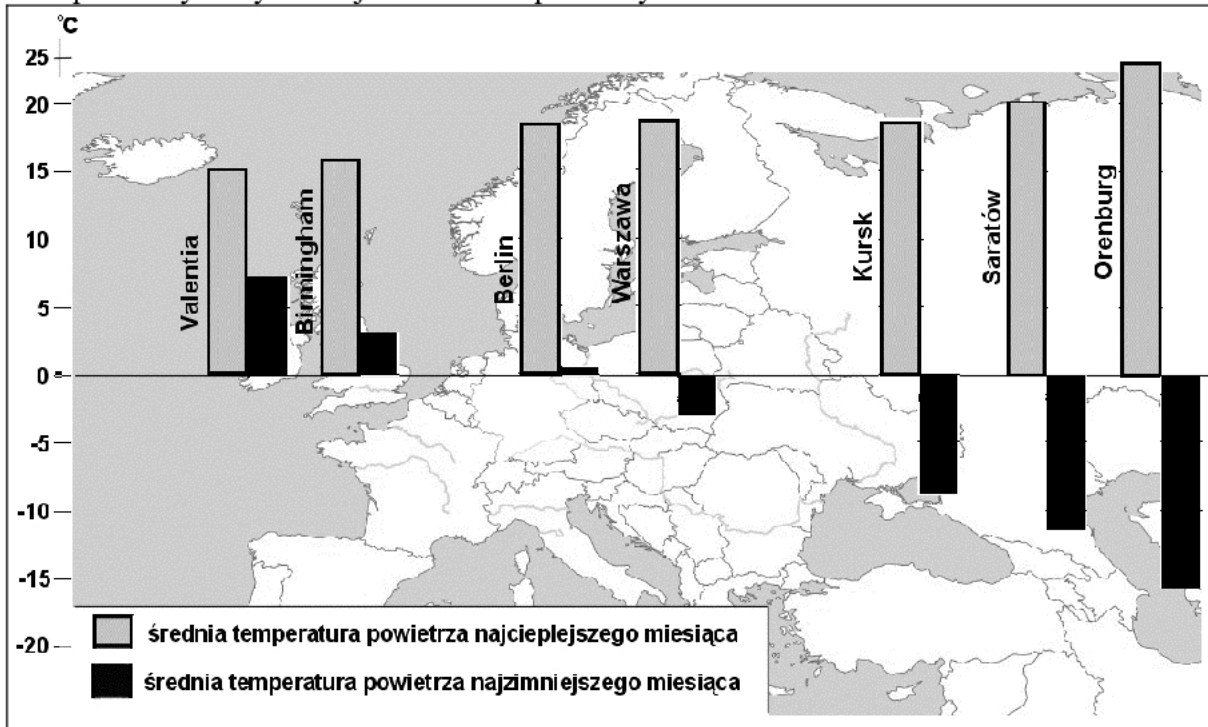 °C
25
20
15
10
5
0
-5
-10
-15
-20
Valentia
Birmingham
Berlin
Warszawa
Kursk
Saratów
Orenburg
średnia temperatura powietrza najcieplejszego miesiąca
średnia temperatura powietrza najzimniejszego miesiąca